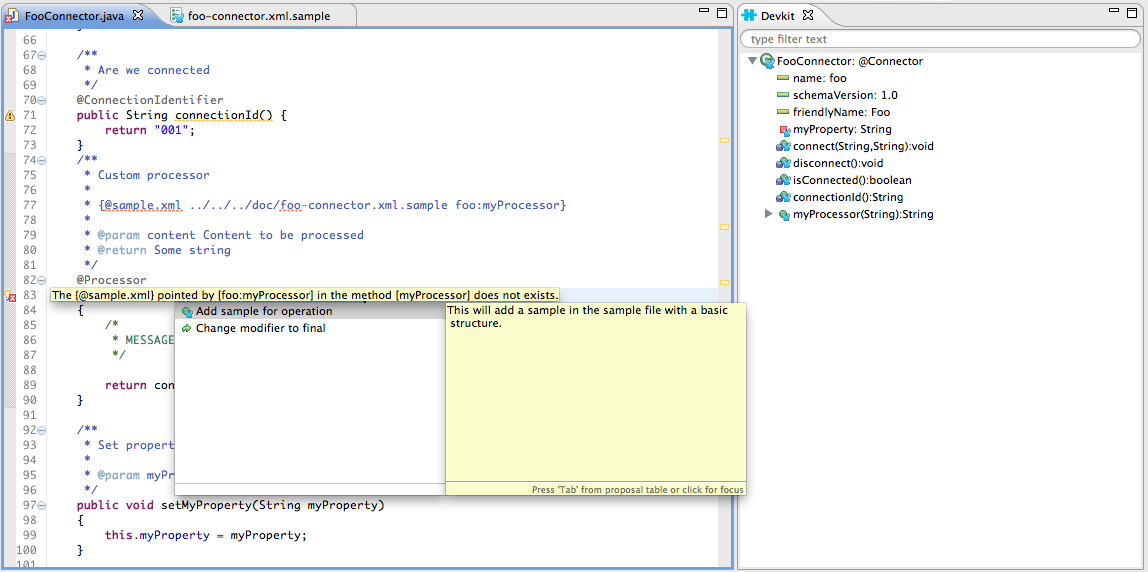 FooConnector.java
foo-connector.xml.sample
66
67 /**
68 * Are we connected
69 */
70 @ConnectionIdentifier
71 public String connectionId() {
72 return "001";
73 }
74 /**
75 * Custom processor
76 *
77 * {@sample.xml ../../../doc/foo-connector.xml.sample foo:myProcessor}
78 *
79 * @param content Content to be processed
80 * @return Some string
81 */
82 @Processor
83
The {@sample.xml} pointed by [foo:myProcessor] in the method [myProcessor] does not exists.
84 {
85 /*
86 * MESSAGE
87 */
88
89 return con
90 }
91
92 /**
93 * Set propert
94 *
95 * @param myPr
96 */
97 public void setMyProperty(String myProperty)
98 {
99 this.myProperty = myProperty;
100 }
101
Add sample for operation
Change modifier to final
This will add a sample in the sample file with a basic
structure.
Press 'Tab' from proposal table or click for focus
Devkit
type filter text
FooConnector: @Connector
name: foo
schemaVersion: 1.0
friendlyName: Foo
myProperty: String
connect(String,String):void
disconnect():void
isConnected():boolean
connectionId():String
myProcessor(String):String